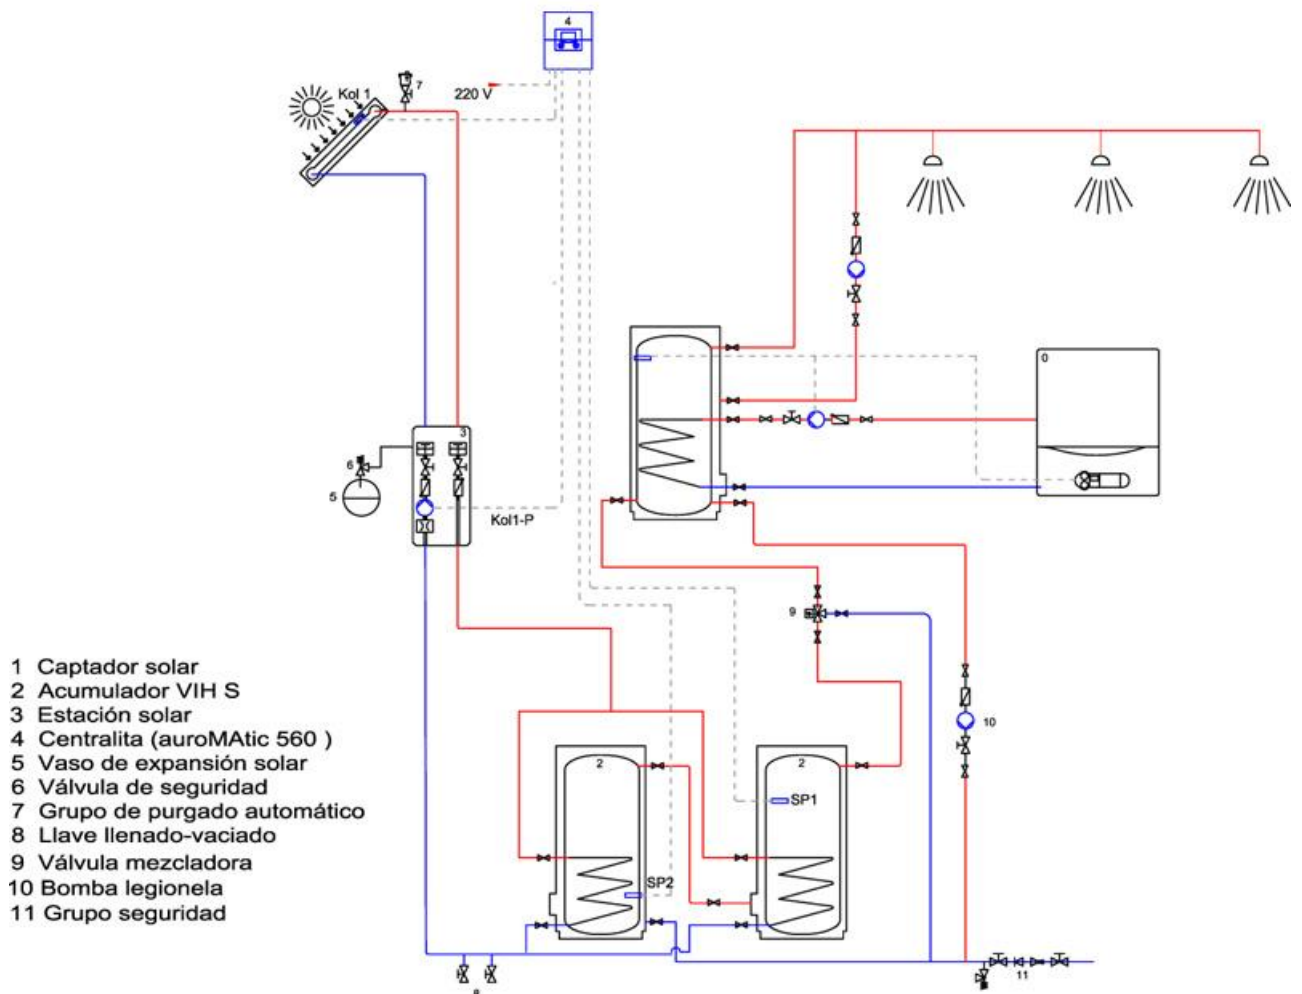 4
Kol 1
7
220 V
0
3
6
5
Kol1-P
9
10
2
2
SP1
SP2
11
8
1 Captador solar
2 Acumulador VIH S
3 Estación solar
4 Centralita (auroMAtic 560 )
5 Vaso de expansión solar
6 Válvula de seguridad
7 Grupo de purgado automático
8 Llave llenado-vaciado
9 Válvula mezcladora
10 Bomba legionela
11 Grupo seguridad